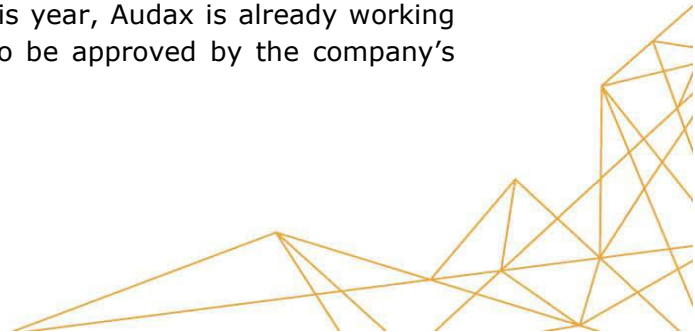 is year, Audax is already working
o be approved by the company’s